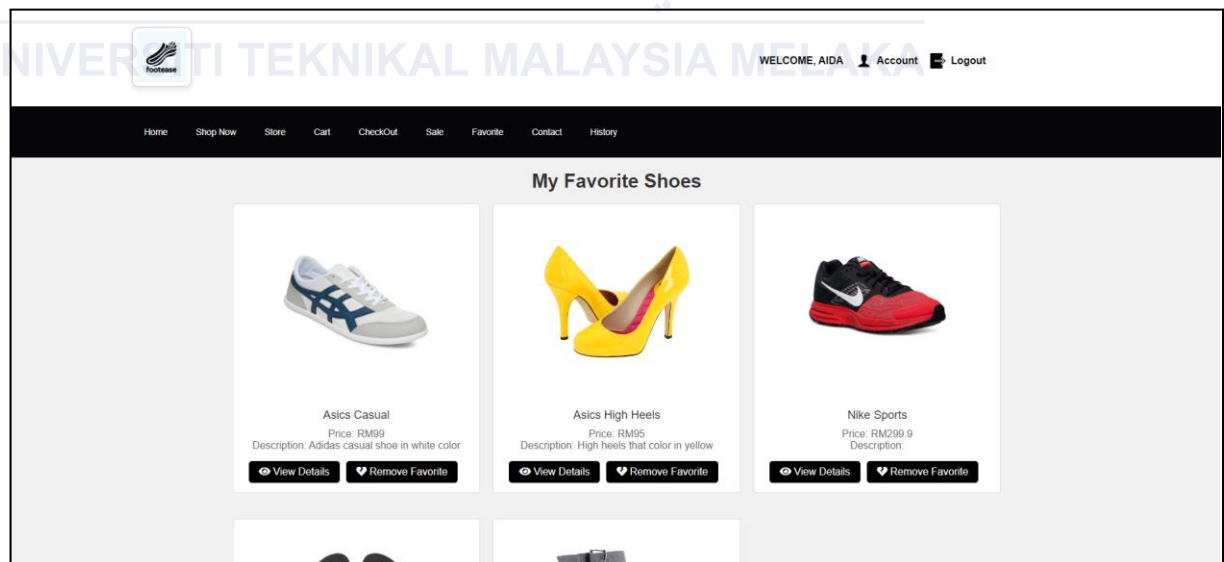 UNIVERSITI TEKNIKAL MALAYSIA MELAKA
footease
WELCOME, AIDA Account Logout
Home Shop Now Store Cart CheckOut Sale Favorite Contact History
My Favorite Shoes
Asics Casual
Price: RM99
Description: Adidas casual shoe in white color
View Details Remove Favorite
Asics High Heels
Price: RM95
Description: High heels that color in yellow
View Details Remove Favorite
Nike Sports
Price: RM299.9
Description:
View Details Remove Favorite